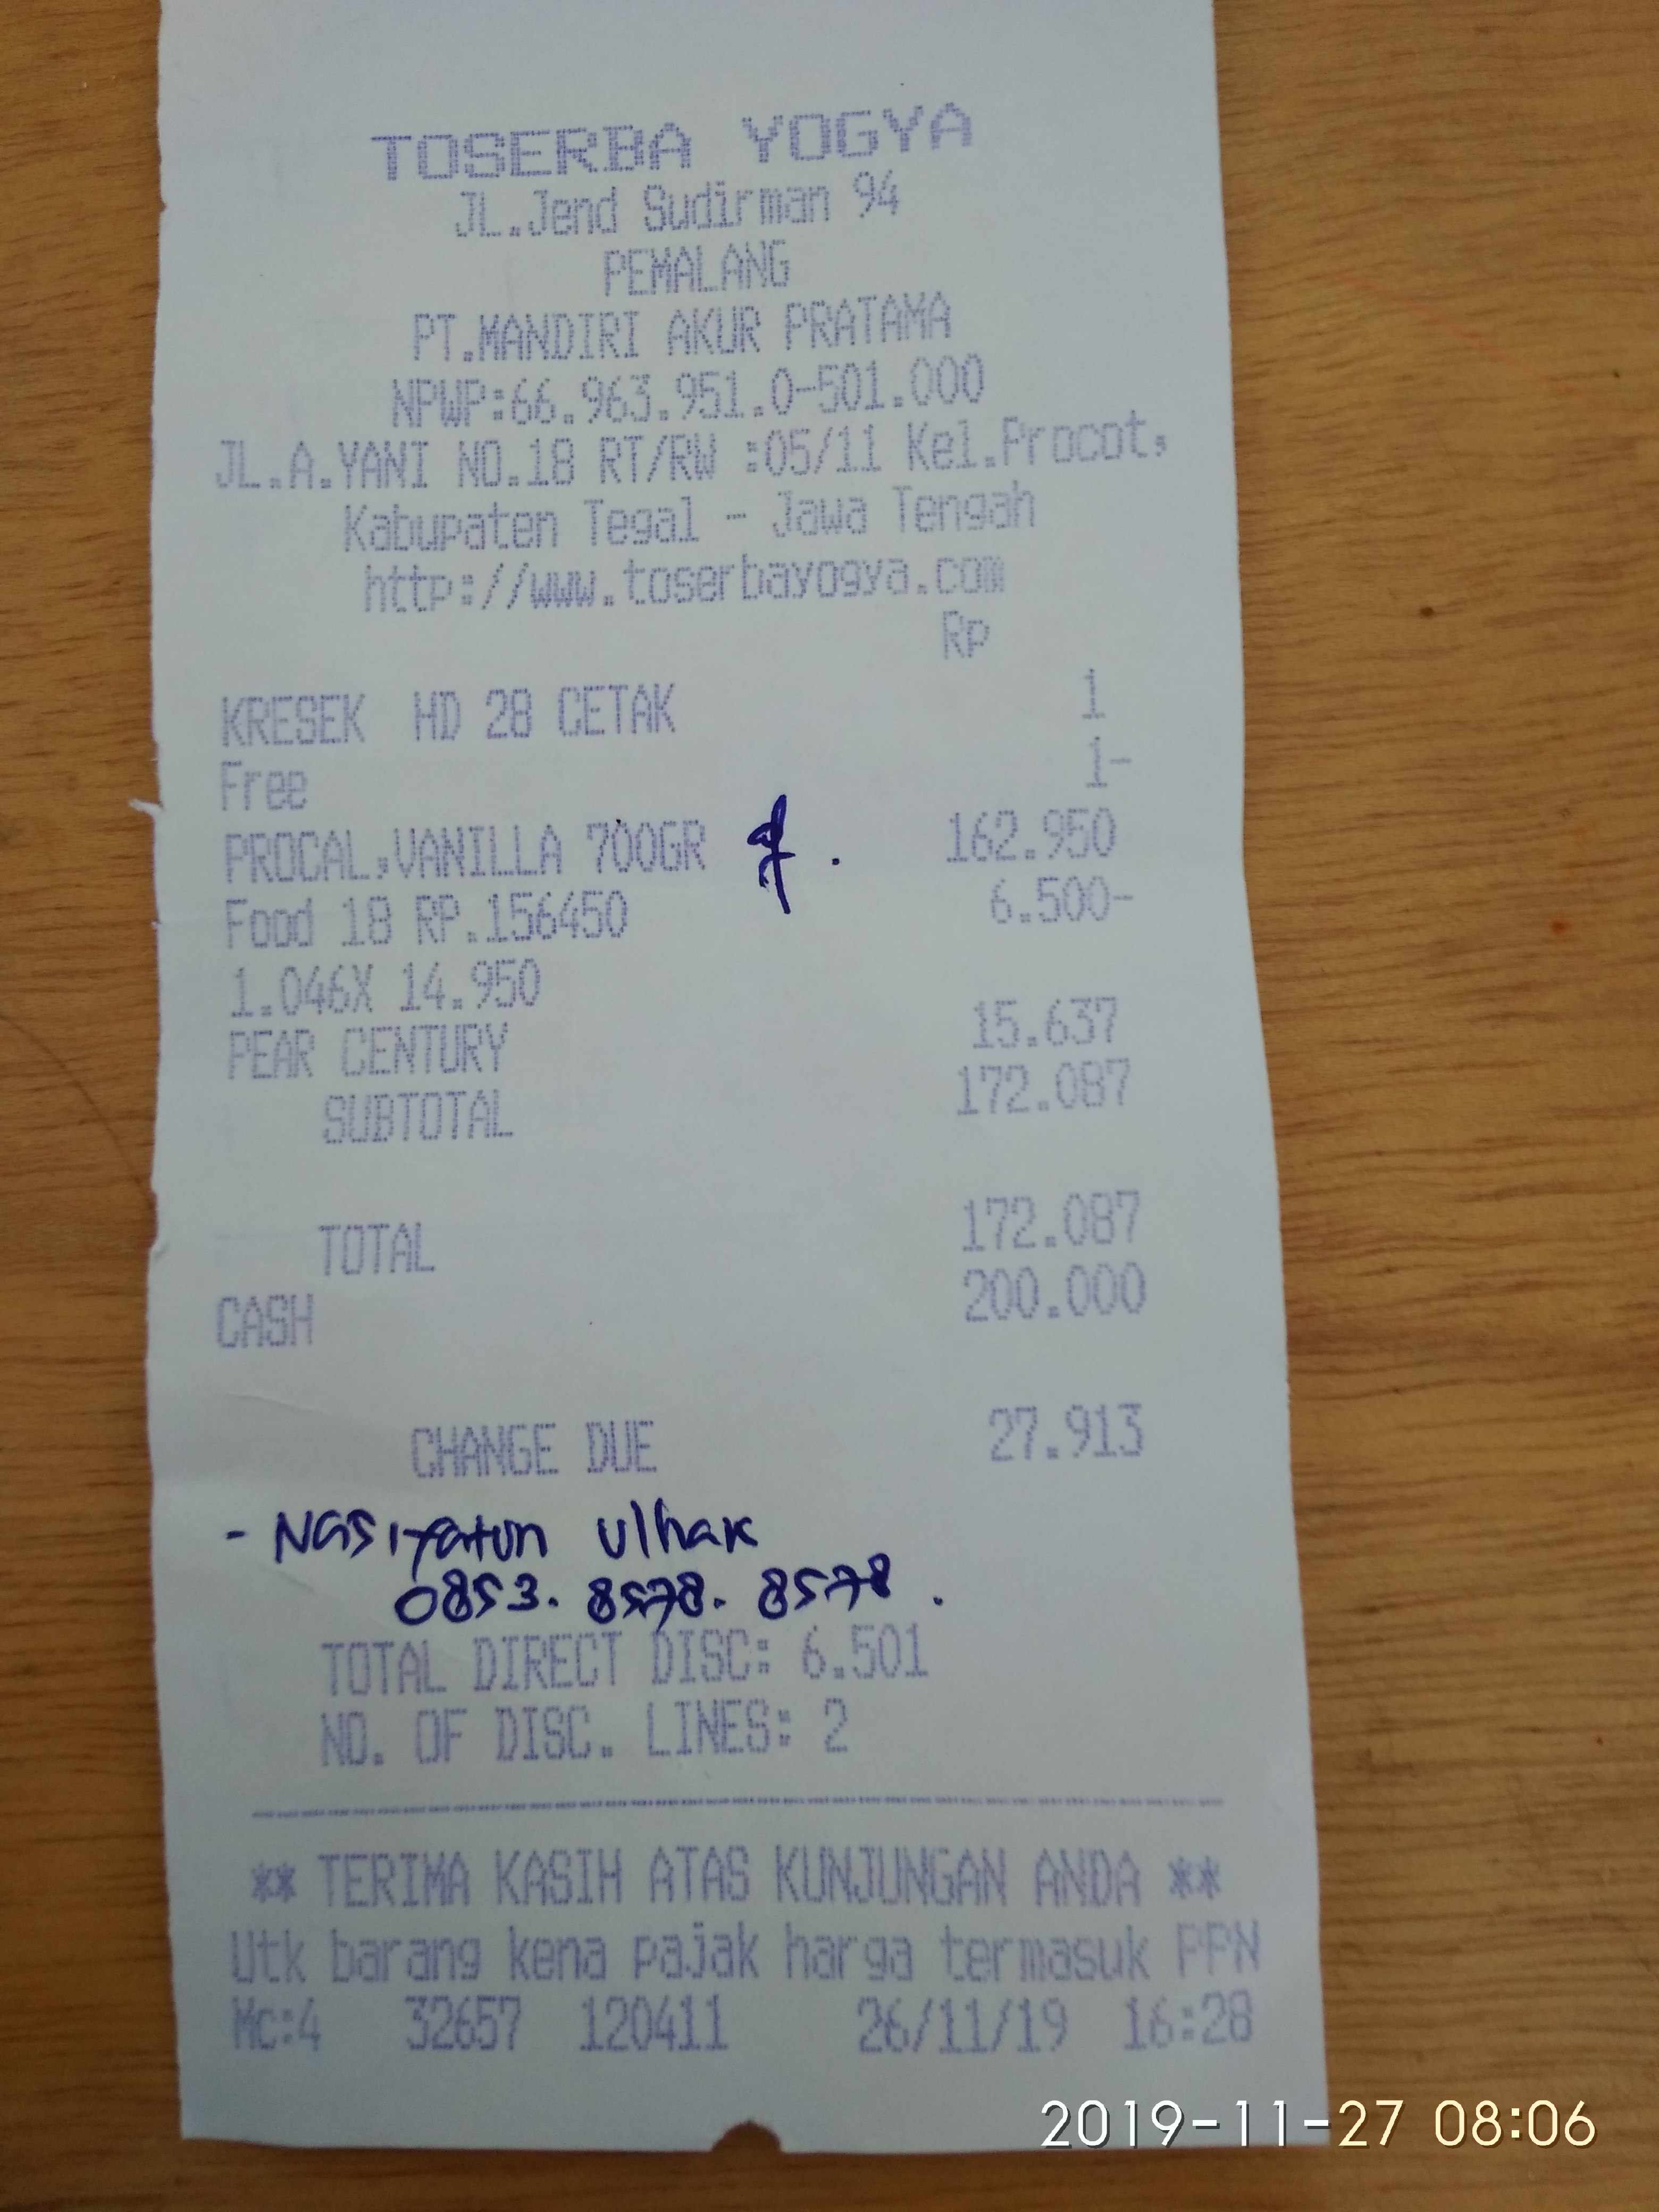 TOSERBA YOGYA
JL.Jend Sudirman 94
PEMALANG
PT.MANDIRI AKUR PRATAMA
NPWP:66.963.951.0-501.000
JL.A.YANI NO.18 RT/RW :05/11 Kel.Procot,
Kabupaten Tegal - Jawa Tengah
http://www.toserbayogya.com
Rp
KRESEK HD 28 CETAK 1
Free 1-
PROCAL,VANILLA 700GR 162.950
Food 18 RP.156450 6.500-
1.046X 14.950
PEAR CENTURY 15.637
SUBTOTAL 172.087
TOTAL 172.087
CASH 200.000
CHANGE DUE 27.913
- Nasiyatun Ulhak
0853. 8578. 8578.
TOTAL DIRECT DISC: 6.501
NO. OF DISC. LINES: 2
** TERIMA KASIH ATAS KUNJUNGAN ANDA **
Utk barang kena pajak harga termasuk PPN
Mc:4 32657 120411 26/11/19 16:28
2019-11-27 08:06